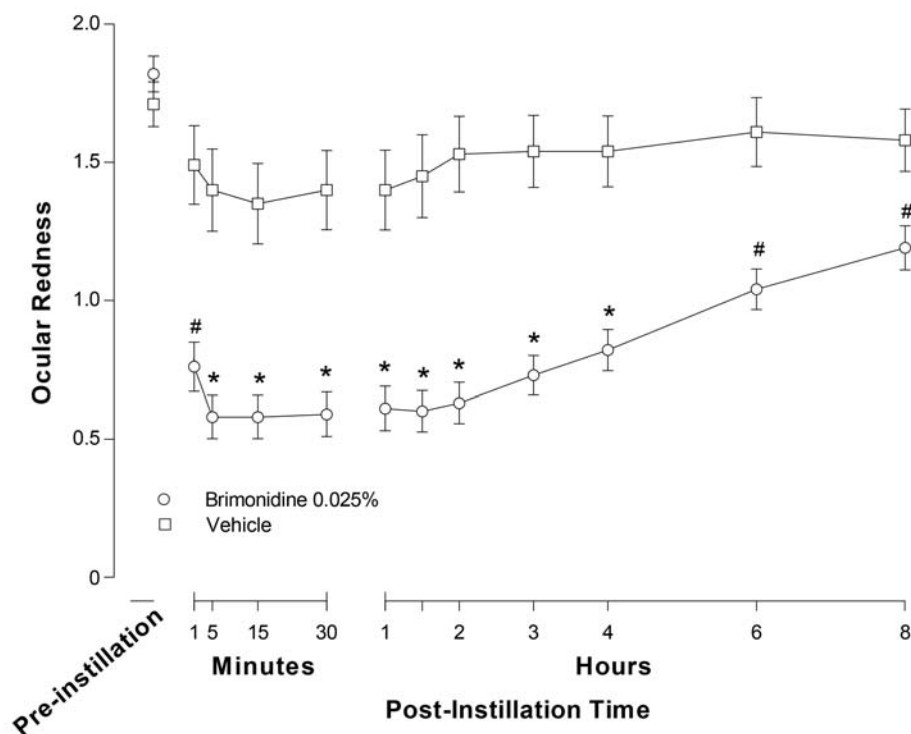 2.0
1.5
1.0
0.5
0
Ocular Redness
#
*
*
*
*
*
*
*
*
#
#
Brimonidine 0.025%
Vehicle
Pre-instillation
1 5 15 30 1 2 3 4 6 8
Minutes Hours
Post-Instillation Time